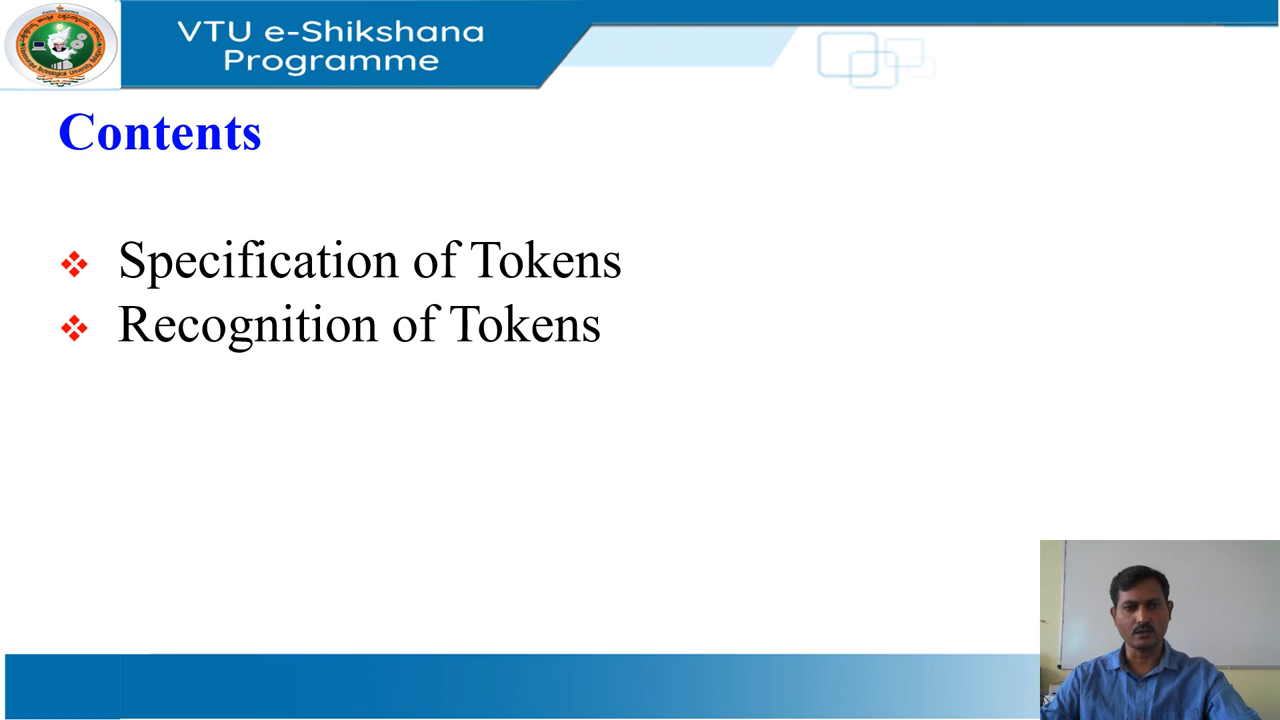 VTU e-Shikshana
Programme
Contents
Specification of Tokens
Recognition of Tokens